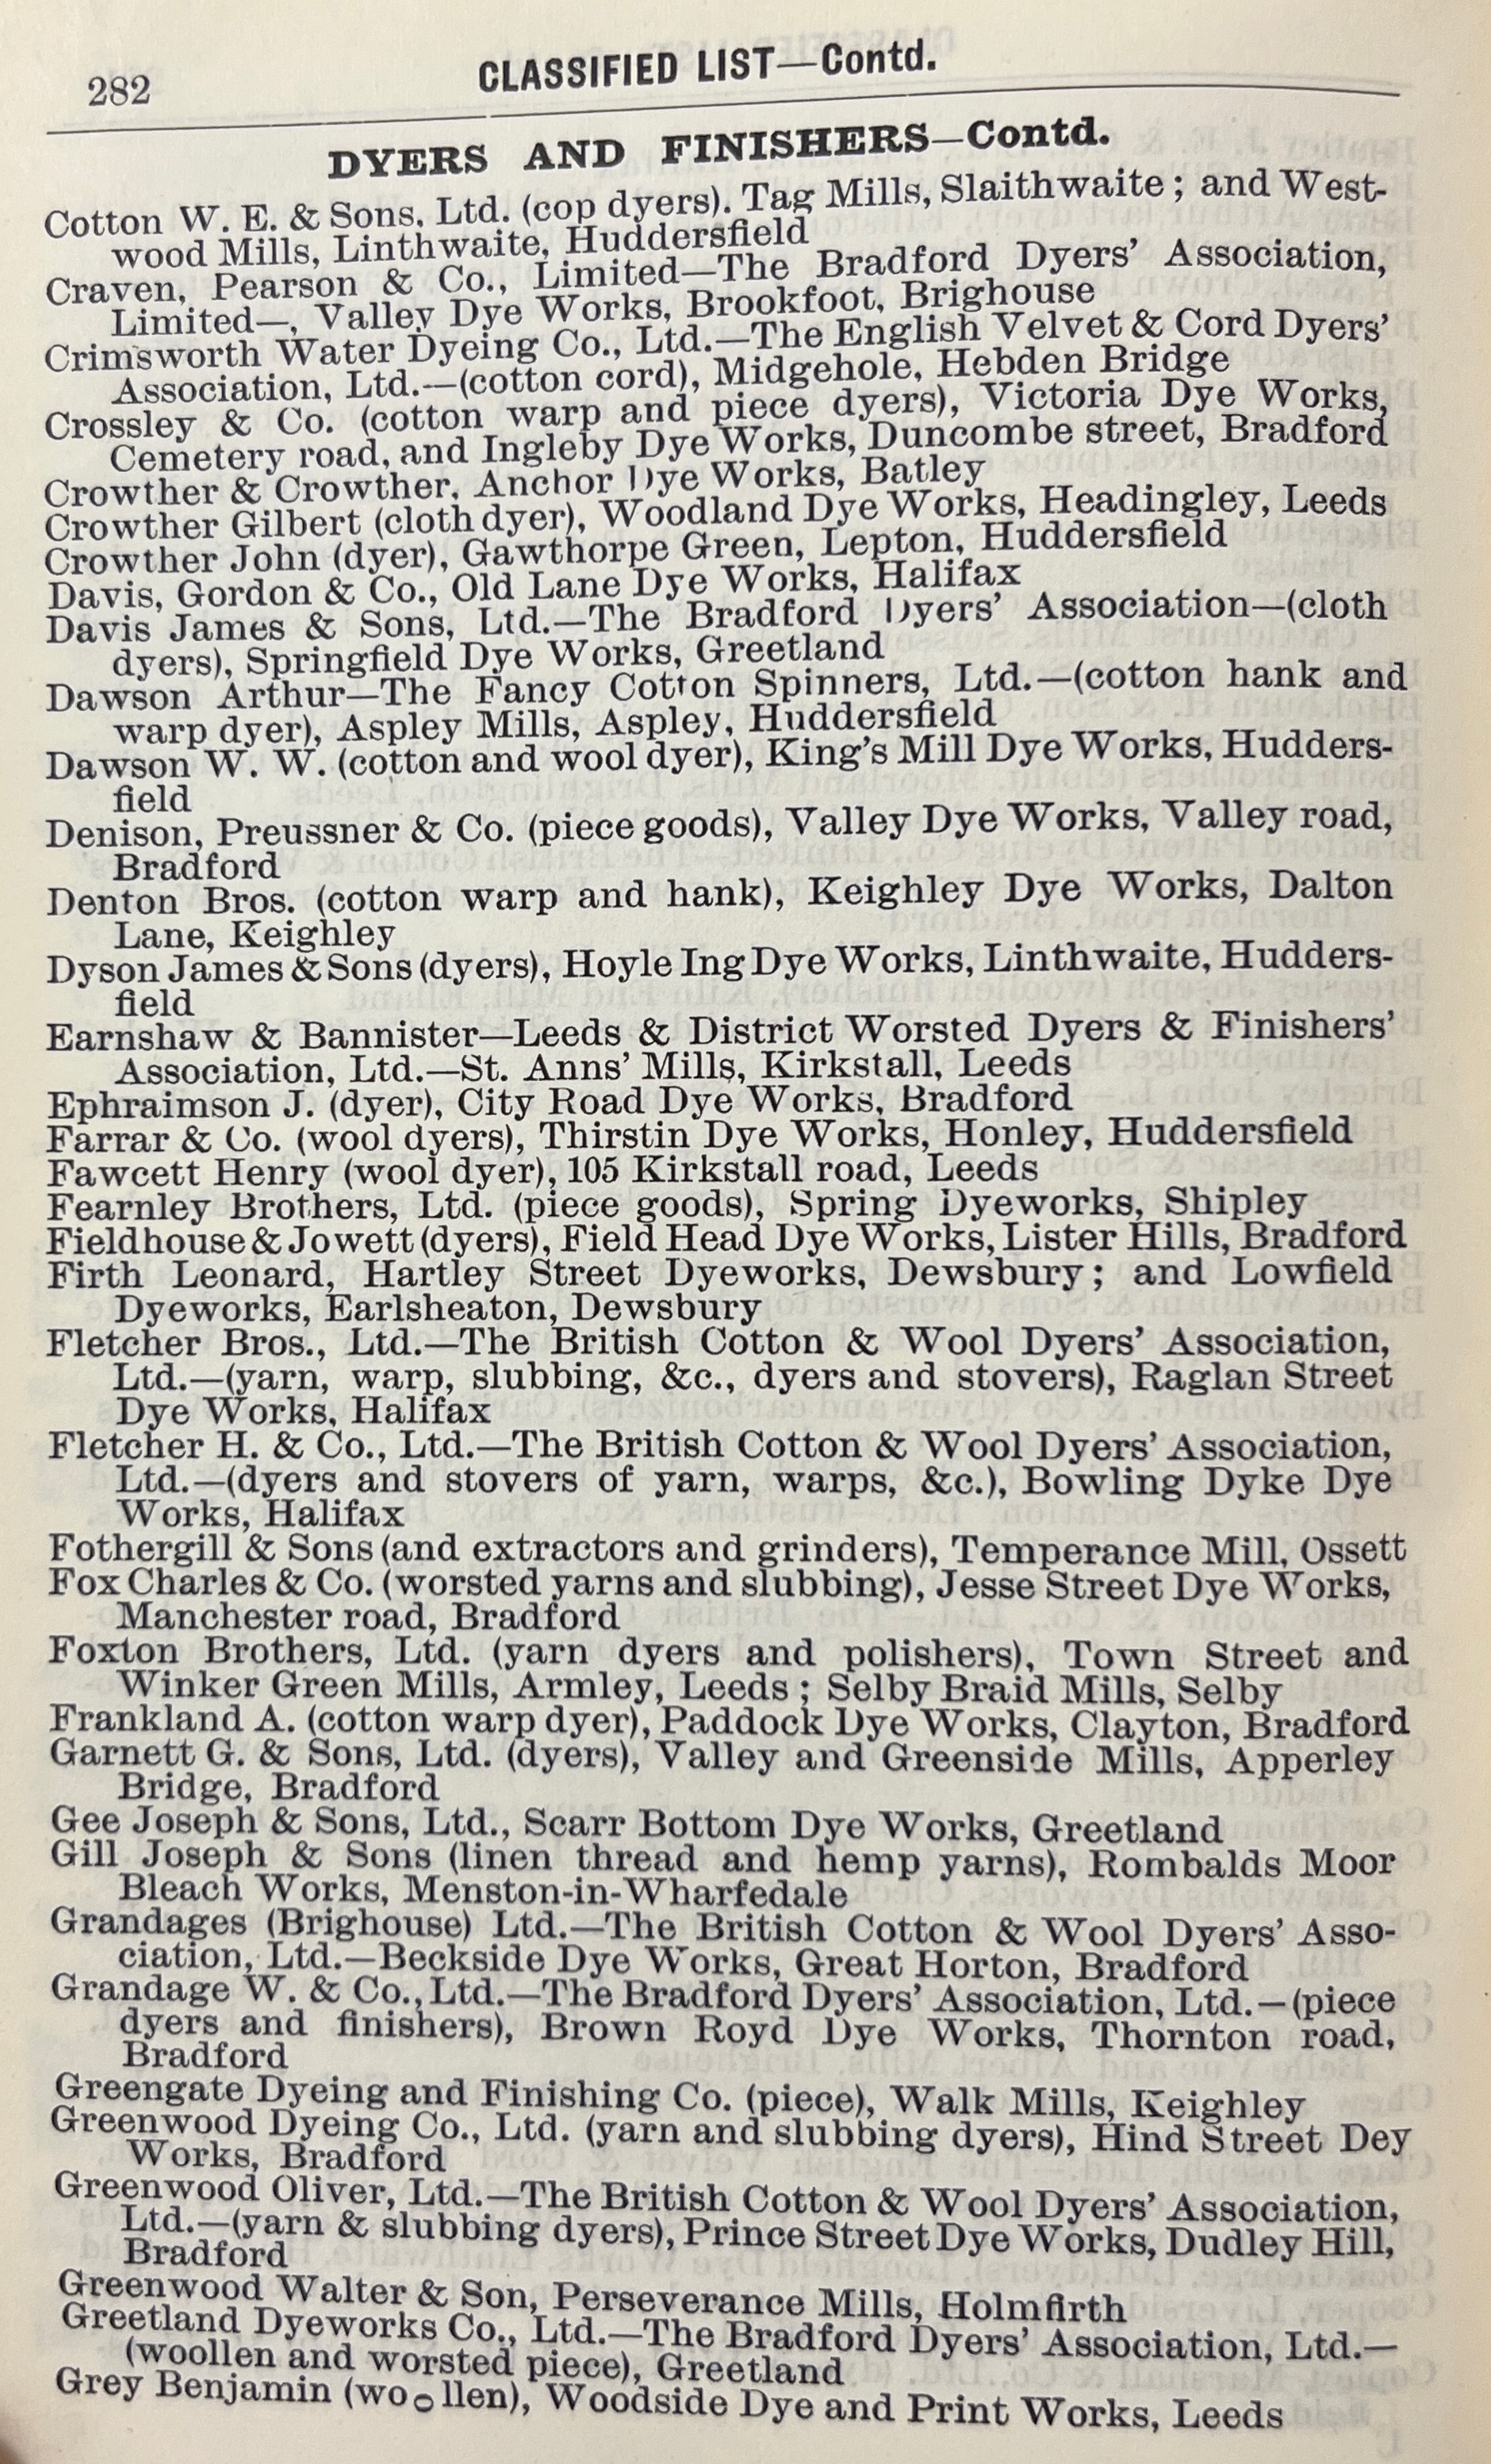 282
CLASSIFIED LIST—Contd.
DYERS AND FINISHERS—Contd.
Cotton W. E. & Sons, Ltd. (cop dyers). Tag Mills, Slaithwaite; and West-
wood Mills, Linthwaite, Huddersfield
Craven, Pearson & Co., Limited—The Bradford Dyers' Association,
Limited—, Valley Dye Works, Brookfoot, Brighouse
Crimsworth Water Dyeing Co., Ltd.—The English Velvet & Cord Dyers'
Association, Ltd.—(cotton cord), Midgehole, Hebden Bridge
Crossley & Co. (cotton warp and piece dyers), Victoria Dye Works,
Cemetery road, and Ingleby Dye Works, Duncombe street, Bradford
Crowther & Crowther, Anchor Dye Works, Batley
Crowther Gilbert (cloth dyer), Woodland Dye Works, Headingley, Leeds
Crowther John (dyer), Gawthorpe Green, Lepton, Huddersfield
Davis, Gordon & Co., Old Lane Dye Works, Halifax
Davis James & Sons, Ltd.—The Bradford Dyers' Association—(cloth
dyers), Springfield Dye Works, Greetland
Dawson Arthur—The Fancy Cotton Spinners, Ltd.—(cotton hank and
warp dyer), Aspley Mills, Aspley, Huddersfield
Dawson W. W. (cotton and wool dyer), King's Mill Dye Works, Hudders-
field
Denison, Preussner & Co. (piece goods), Valley Dye Works, Valley road,
Bradford
Denton Bros. (cotton warp and hank), Keighley Dye Works, Dalton
Lane, Keighley
Dyson James & Sons (dyers), Hoyle Ing Dye Works, Linthwaite, Hudders-
field
Earnshaw & Bannister—Leeds & District Worsted Dyers & Finishers'
Association, Ltd.—St. Anns' Mills, Kirkstall, Leeds
Ephraimson J. (dyer), City Road Dye Works, Bradford
Farrar & Co. (wool dyers), Thirstin Dye Works, Honley, Huddersfield
Fawcett Henry (wool dyer), 105 Kirkstall road, Leeds
Fearnley Brothers, Ltd. (piece goods), Spring Dyeworks, Shipley
Fieldhouse & Jowett (dyers), Field Head Dye Works, Lister Hills, Bradford
Firth Leonard, Hartley Street Dyeworks, Dewsbury; and Lowfield
Dyeworks, Earlsheaton, Dewsbury
Fletcher Bros., Ltd.—The British Cotton & Wool Dyers' Association,
Ltd.—(yarn, warp, slubbing, &c., dyers and stovers), Raglan Street
Dye Works, Halifax
Fletcher H. & Co., Ltd.—The British Cotton & Wool Dyers' Association,
Ltd.—(dyers and stovers of yarn, warps, &c.), Bowling Dyke Dye
Works, Halifax
Fothergill & Sons (and extractors and grinders), Temperance Mill, Ossett
Fox Charles & Co. (worsted yarns and slubbing), Jesse Street Dye Works,
Manchester road, Bradford
Foxton Brothers, Ltd. (yarn dyers and polishers), Town Street and
Winker Green Mills, Armley, Leeds; Selby Braid Mills, Selby
Frankland A. (cotton warp dyer), Paddock Dye Works, Clayton, Bradford
Garnett G. & Sons, Ltd. (dyers), Valley and Greenside Mills, Apperley
Bridge, Bradford
Gee Joseph & Sons, Ltd., Scarr Bottom Dye Works, Greetland
Gill Joseph & Sons (linen thread and hemp yarns), Rombalds Moor
Bleach Works, Menston-in-Wharfedale
Grandages (Brighouse) Ltd.—The British Cotton & Wool Dyers' Asso-
ciation, Ltd.—Beckside Dye Works, Great Horton, Bradford
Grandage W. & Co., Ltd.—The Bradford Dyers' Association, Ltd.—(piece
dyers and finishers), Brown Royd Dye Works, Thornton road,
Bradford
Greengate Dyeing and Finishing Co. (piece), Walk Mills, Keighley
Greenwood Dyeing Co., Ltd. (yarn and slubbing dyers), Hind Street Dey
Works, Bradford
Greenwood Oliver, Ltd.—The British Cotton & Wool Dyers' Association,
Ltd.—(yarn & slubbing dyers), Prince Street Dye Works, Dudley Hill,
Bradford
Greenwood Walter & Son, Perseverance Mills, Holmfirth
Greetland Dyeworks Co., Ltd.—The Bradford Dyers' Association, Ltd.—
(woollen and worsted piece), Greetland
Grey Benjamin (woollen), Woodside Dye and Print Works, Leeds